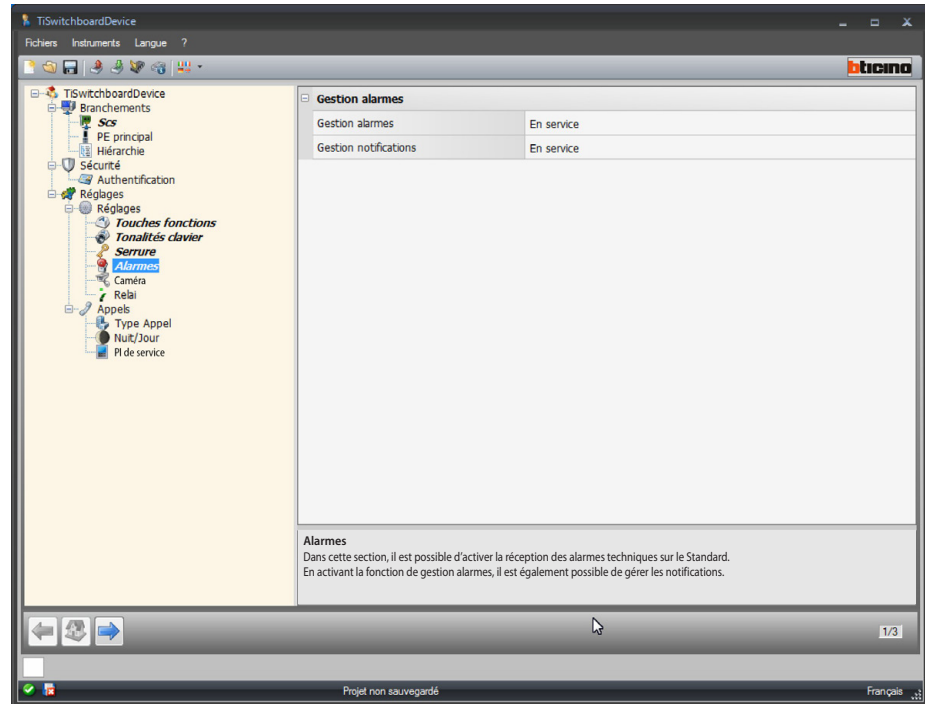 TiSwitchboardDevice
Fichiers Instruments Langue ?
bticino
TiSwitchboardDevice
Branchements
Scs
PE principal
Hiérarchie
Sécurité
Authentification
Réglages
Réglages
Touches fonctions
Tonalités clavier
Serrure
Alarmes
Caméra
Relai
Appels
Type Appel
Nuit/Jour
PI de service
Gestion alarmes
Gestion alarmes En service
Gestion notifications En service
Alarmes
Dans cette section, il est possible d'activer la réception des alarmes techniques sur le Standard.
En activant la fonction de gestion alarmes, il est également possible de gérer les notifications.
1/3
Projet non sauvegardé
Français